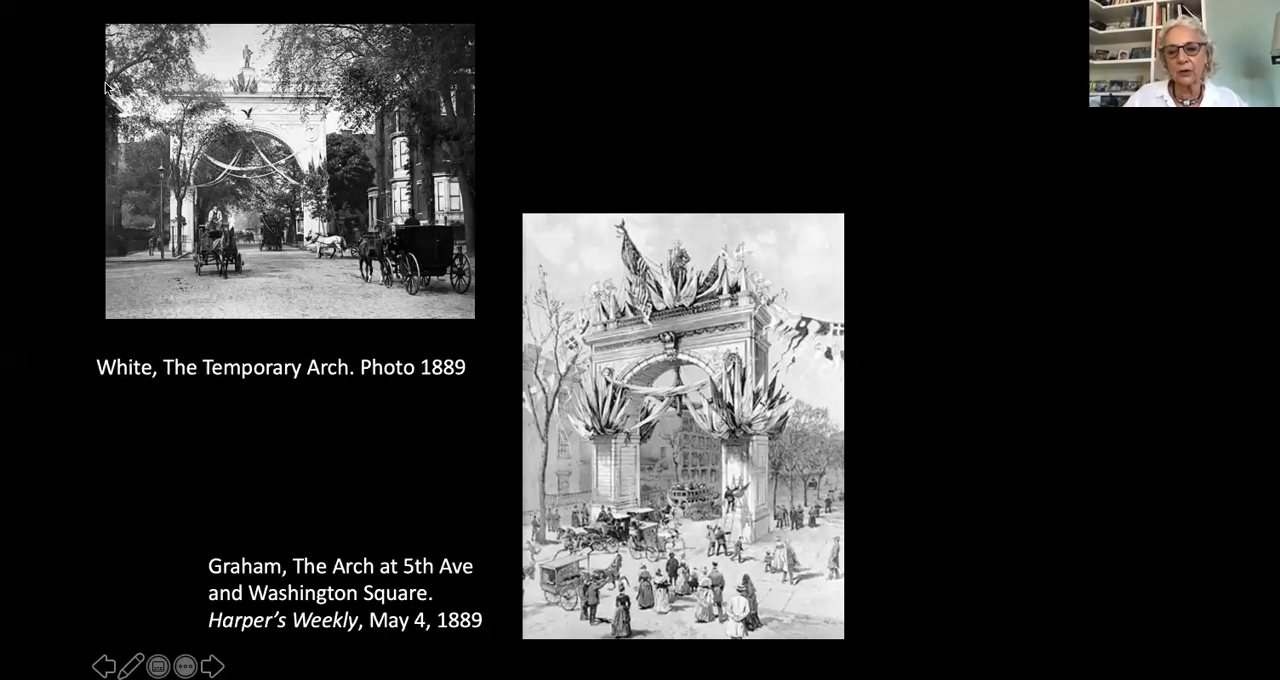 White, The Temporary Arch. Photo 1889
Graham, The Arch at 5th Ave
and Washington Square.
Harper’s Weekly, May 4, 1889